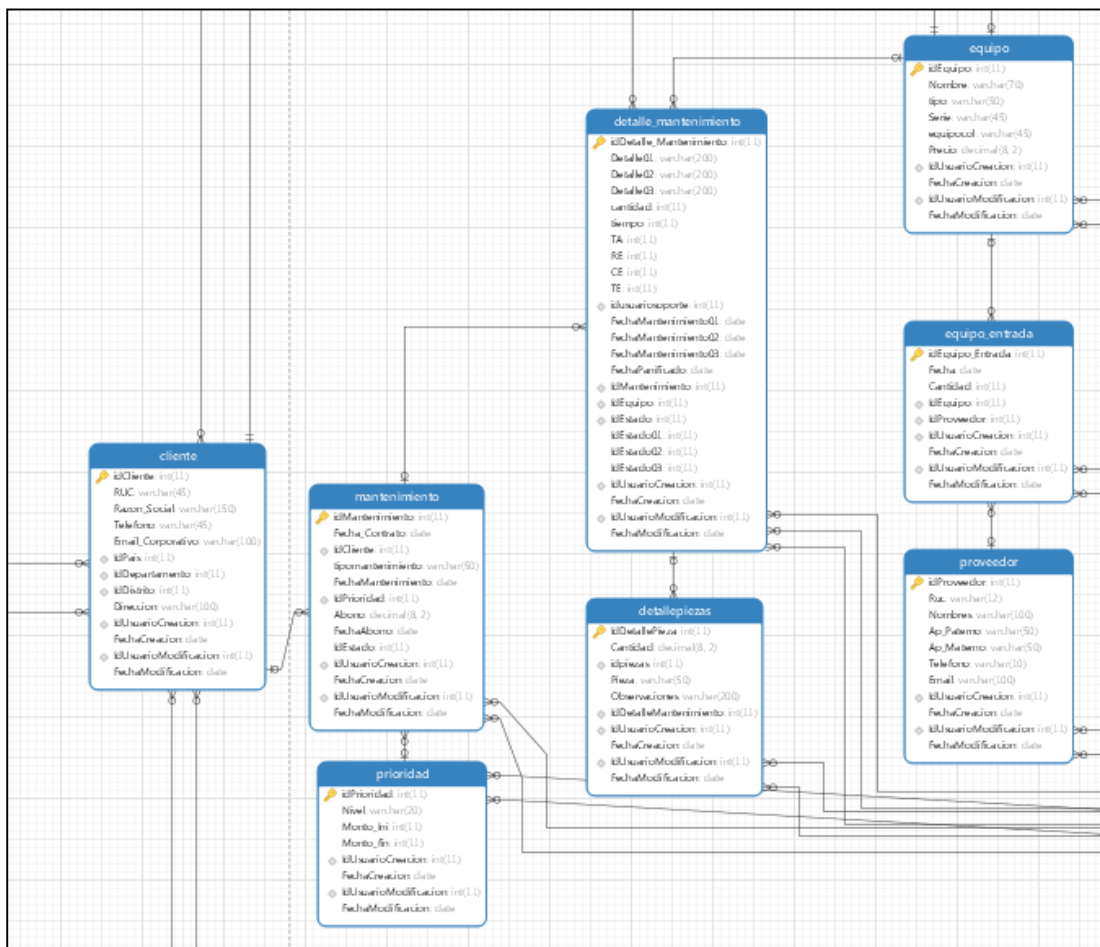 equipo
idEquipo: int(11)
Nombre: varchar(70)
tipo: varchar(50)
Serie: varchar(45)
equipocol: varchar(45)
Precio: decimal(8, 2)
IdUsuarioCreacion: int(11)
FechaCreacion: date
IdUsuarioModificacion: int(11)
FechaModificacion: date
detalle_mantenimiento
idDetalle_Mantenimiento: int(11)
Detalle01: varchar(200)
Detalle02: varchar(200)
Detalle03: varchar(200)
cantidad: int(11)
tiempo: int(11)
TA: int(11)
RE: int(11)
CE: int(11)
TE: int(11)
idusuariosoporte: int(11)
FechaMantenimiento01: date
FechaMantenimiento02: date
FechaMantenimiento03: date
FechaPanificado: date
IdMantenimiento: int(11)
IdEquipo: int(11)
IdEstado: int(11)
IdEstado01: int(11)
IdEstado02: int(11)
IdEstado03: int(11)
IdUsuarioCreacion: int(11)
FechaCreacion: date
IdUsuarioModificacion: int(11)
FechaModificacion: date
equipo_entrada
idEquipo_Entrada: int(11)
Fecha: date
Cantidad: int(11)
IdEquipo: int(11)
IdProveedor: int(11)
IdUsuarioCreacion: int(11)
FechaCreacion: date
IdUsuarioModificacion: int(11)
FechaModificacion: date
cliente
idCliente: int(11)
RUC: varchar(45)
Razon_Social: varchar(150)
Telefono: varchar(45)
Email_Corporativo: varchar(100)
IdPais: int(11)
IdDepartamento: int(11)
IdDistrito: int(11)
Direccion: varchar(100)
IdUsuarioCreacion: int(11)
FechaCreacion: date
IdUsuarioModificacion: int(11)
FechaModificacion: date
mantenimiento
idMantenimiento: int(11)
Fecha_Contrato: date
IdCliente: int(11)
tipomantenimiento: varchar(50)
FechaMantenimiento: date
IdPrioridad: int(11)
Abono: decimal(8, 2)
FechaAbono: date
IdEstado: int(11)
IdUsuarioCreacion: int(11)
FechaCreacion: date
IdUsuarioModificacion: int(11)
FechaModificacion: date
proveedor
idProveedor: int(11)
Ruc: varchar(12)
Nombres: varchar(100)
Ap_Paterno: varchar(50)
Ap_Materno: varchar(50)
Telefono: varchar(10)
Email: varchar(100)
IdUsuarioCreacion: int(11)
FechaCreacion: date
IdUsuarioModificacion: int(11)
FechaModificacion: date
detallepiezas
IdDetallePieza: int(11)
Cantidad: decimal(8, 2)
idpiezas: int(11)
Pieza: varchar(50)
Observaciones: varchar(200)
IdDetalleMantenimiento: int(11)
IdUsuarioCreacion: int(11)
FechaCreacion: date
IdUsuarioModificacion: int(11)
FechaModificacion: date
prioridad
idPrioridad: int(11)
Nivel: varchar(20)
Monto_Ini: int(11)
Monto_fin: int(11)
IdUsuarioCreacion: int(11)
FechaCreacion: date
IdUsuarioModificacion: int(11)
FechaModificacion: date